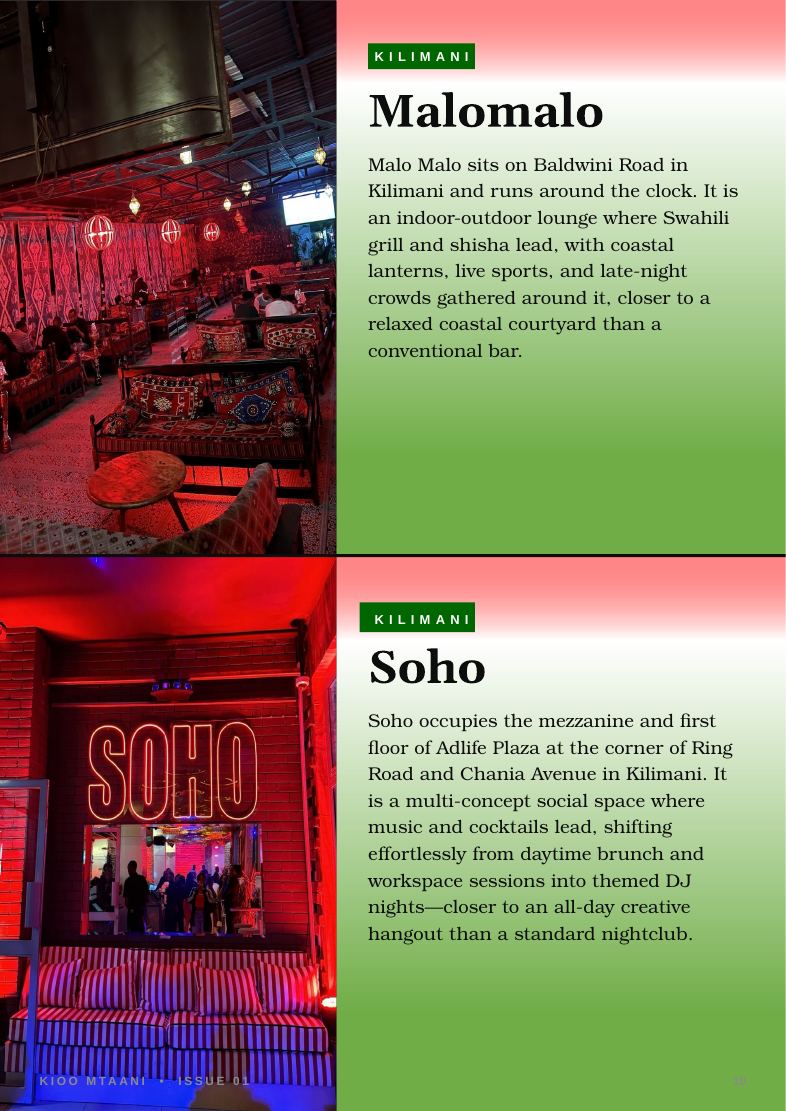 KILIMANI
Malomalo
Malo Malo sits on Baldwini Road in
Kilimani and runs around the clock. It is
an indoor-outdoor lounge where Swahili
grill and shisha lead, with coastal
lanterns, live sports, and late-night
crowds gathered around it, closer to a
relaxed coastal courtyard than a
conventional bar.
KILIMANI
Soho
Soho occupies the mezzanine and first
floor of Adlife Plaza at the corner of Ring
Road and Chania Avenue in Kilimani. It
is a multi-concept social space where
music and cocktails lead, shifting
effortlessly from daytime brunch and
workspace sessions into themed DJ
nights—closer to an all-day creative
hangout than a standard nightclub.
SOHO
KIOO MTAANI • ISSUE 01